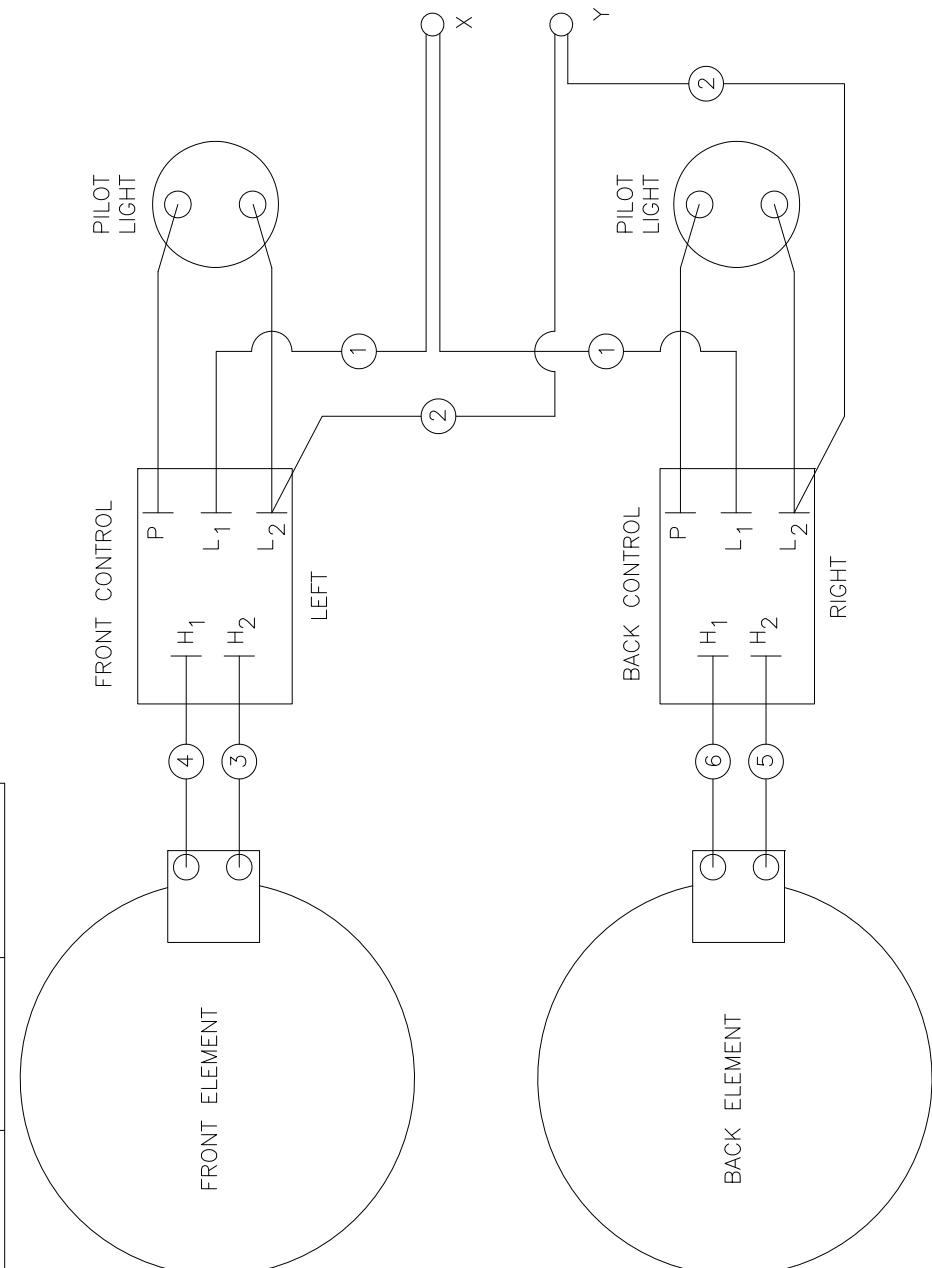 X
Y
2
PILOT
LIGHT
PILOT
LIGHT
1
1
2
FRONT CONTROL
P
L1
L2
H1
H2
LEFT
BACK CONTROL
P
L1
L2
H1
H2
RIGHT
4
3
6
5
FRONT ELEMENT
BACK ELEMENT